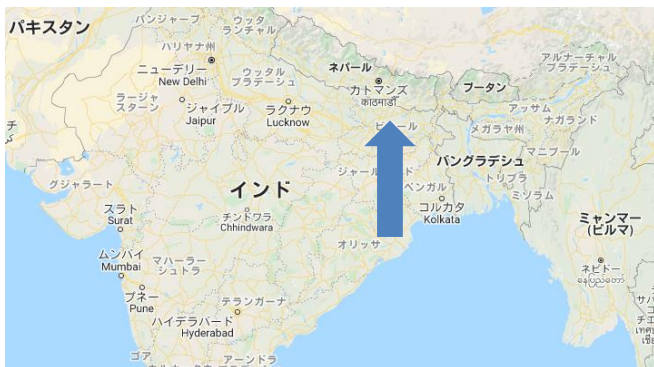 パキスタン
パンジャーブ
ウッタ
ランチャル
ハリヤナ州
ニューデリー
New Delhi
ウッタル
プラデーシュ
ネパール
カトマンズ
काठमाडौं
ブータン
アルナーチャル
プラデーシュ
アッサム
ナガランド
メガラヤ州
マニプール
ラージャ
スターン
ジャイプル
Jaipur
ラクナウ
Lucknow
バングラデシュ
トリプラ
ミゾラム
チ
グジャラート
インド
ベンガル
コルカタ
Kolkata
ミャンマー
(ビルマ)
スラト
Surat
チンドワラ
Chhindwara
オリッサ
ムンバイ
Mumbai
マハーラー
シュトラ
ネピドー
နေပြည်တော်
プネー
Pune
テランガーナ
ハイデラバード
Hyderabad
ゴア
アーンドラ